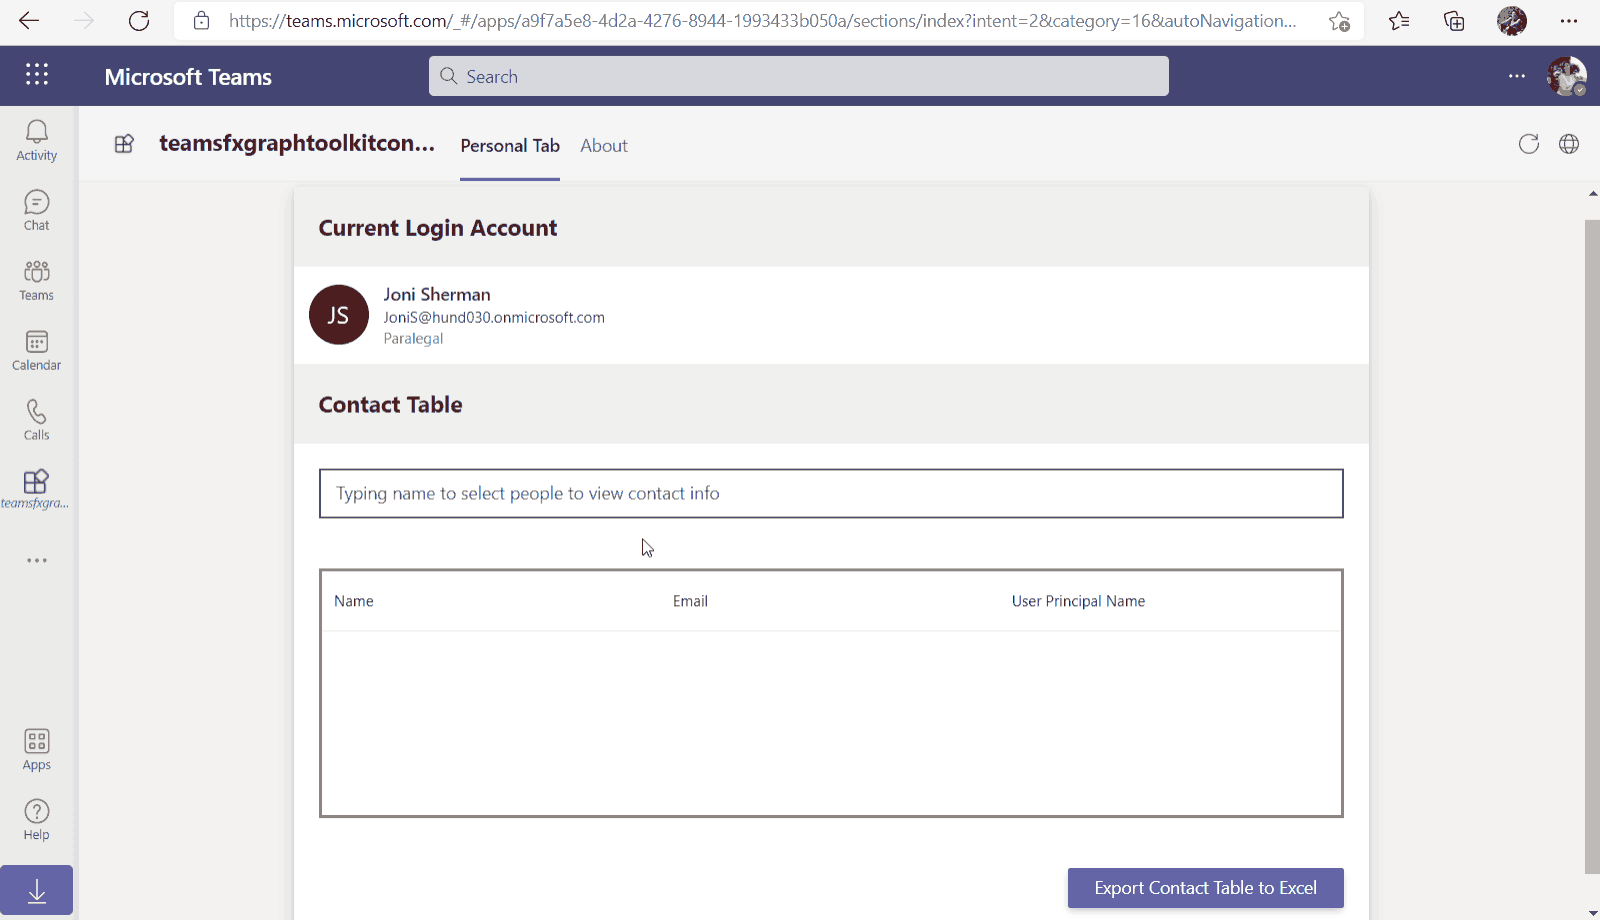 https://teams.microsoft.com/_#/apps/a9f7a5e8-4d2a-4276-8944-1993433b050a/sections/index?intent=2&category=16&autoNavigation...
Microsoft Teams
Search
Activity
Chat
Teams
Calendar
Calls
teamsfxgra...
Apps
Help
teamsfxgraphtoolkitcon...
Personal Tab
About
Current Login Account
JS
Joni Sherman
JoniS@hund030.onmicrosoft.com
Paralegal
Contact Table
Typing name to select people to view contact info
Name Email User Principal Name
Export Contact Table to Excel